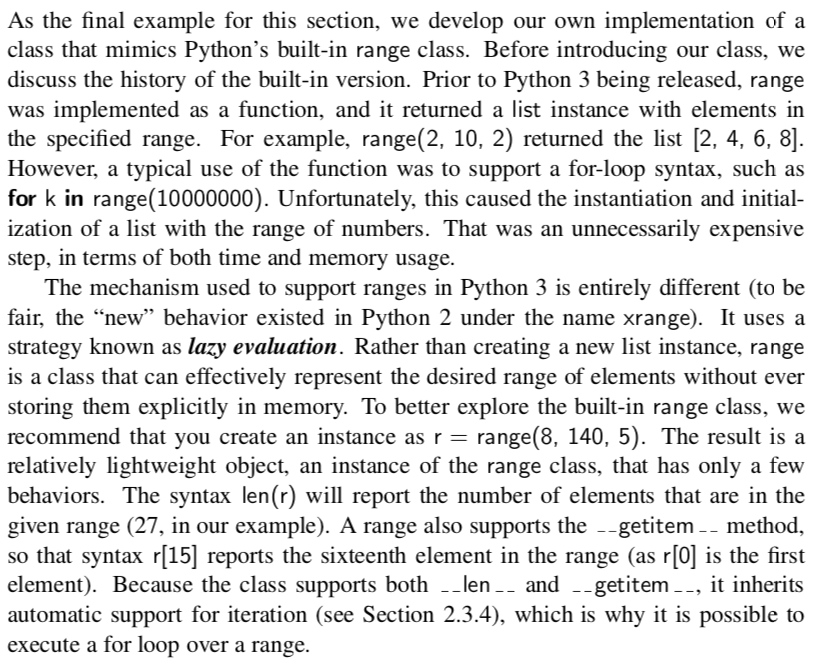 As the final example for this section, we develop our own implementation of a
class that mimics Python's built-in range class. Before introducing our class, we
discuss the history of the built-in version. Prior to Python 3 being released, range
was implemented as a function, and it returned a list instance with elements in
the specified range. For example, range(2, 10, 2) returned the list [2, 4, 6, 8].
However, a typical use of the function was to support a for-loop syntax, such as
for k in range(10000000). Unfortunately, this caused the instantiation and initial-
ization of a list with the range of numbers. That was an unnecessarily expensive
step, in terms of both time and memory usage.
The mechanism used to support ranges in Python 3 is entirely different (to be
fair, the “new” behavior existed in Python 2 under the name xrange). It uses a
strategy known as lazy evaluation. Rather than creating a new list instance, range
is a class that can effectively represent the desired range of elements without ever
storing them explicitly in memory. To better explore the built-in range class, we
recommend that you create an instance as r = range(8, 140, 5). The result is a
relatively lightweight object, an instance of the range class, that has only a few
behaviors. The syntax len(r) will report the number of elements that are in the
given range (27, in our example). A range also supports the __getitem__ method,
so that syntax r[15] reports the sixteenth element in the range (as r[0] is the first
element). Because the class supports both __len__ and __getitem__, it inherits
automatic support for iteration (see Section 2.3.4), which is why it is possible to
execute a for loop over a range.